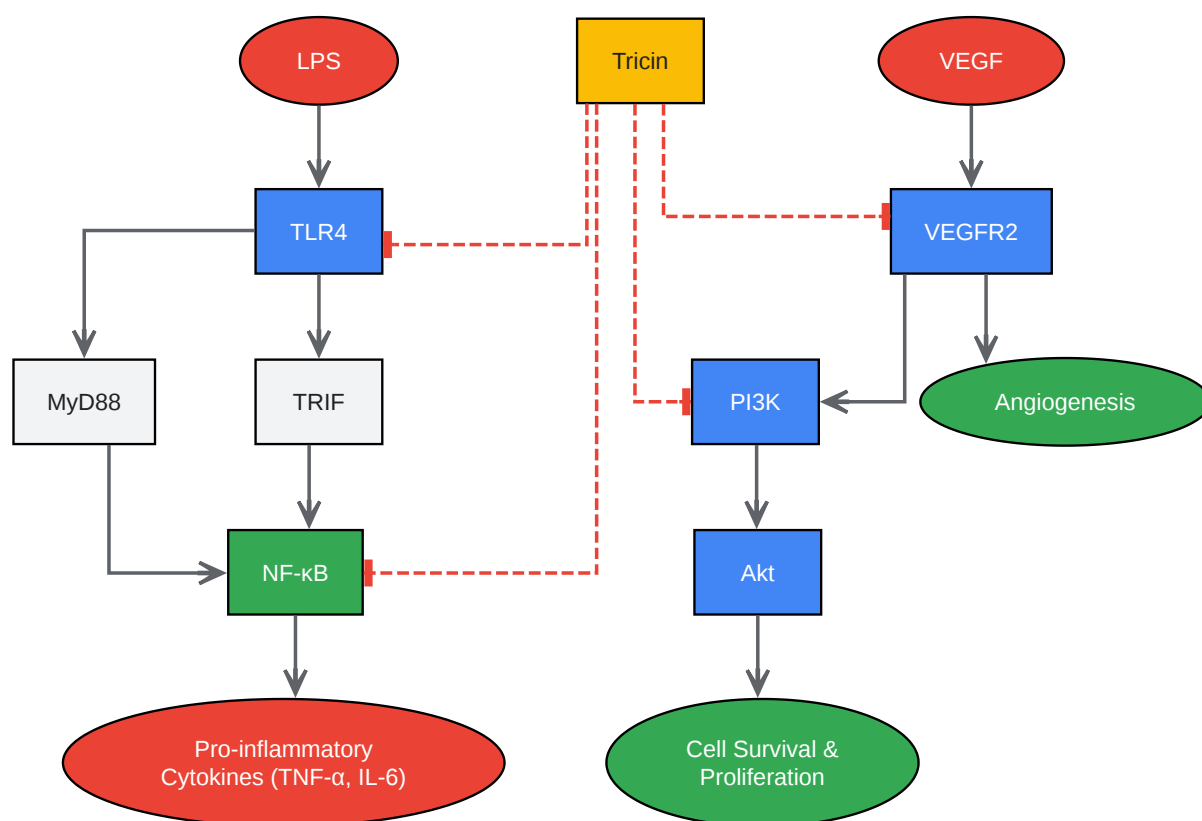 LPS
Tricin
VEGF
TLR4
VEGFR2
MyD88
TRIF
PI3K
Angiogenesis
NF-κB
Akt
Pro-inflammatory
Cytokines (TNF-α, IL-6)
Cell Survival &
Proliferation